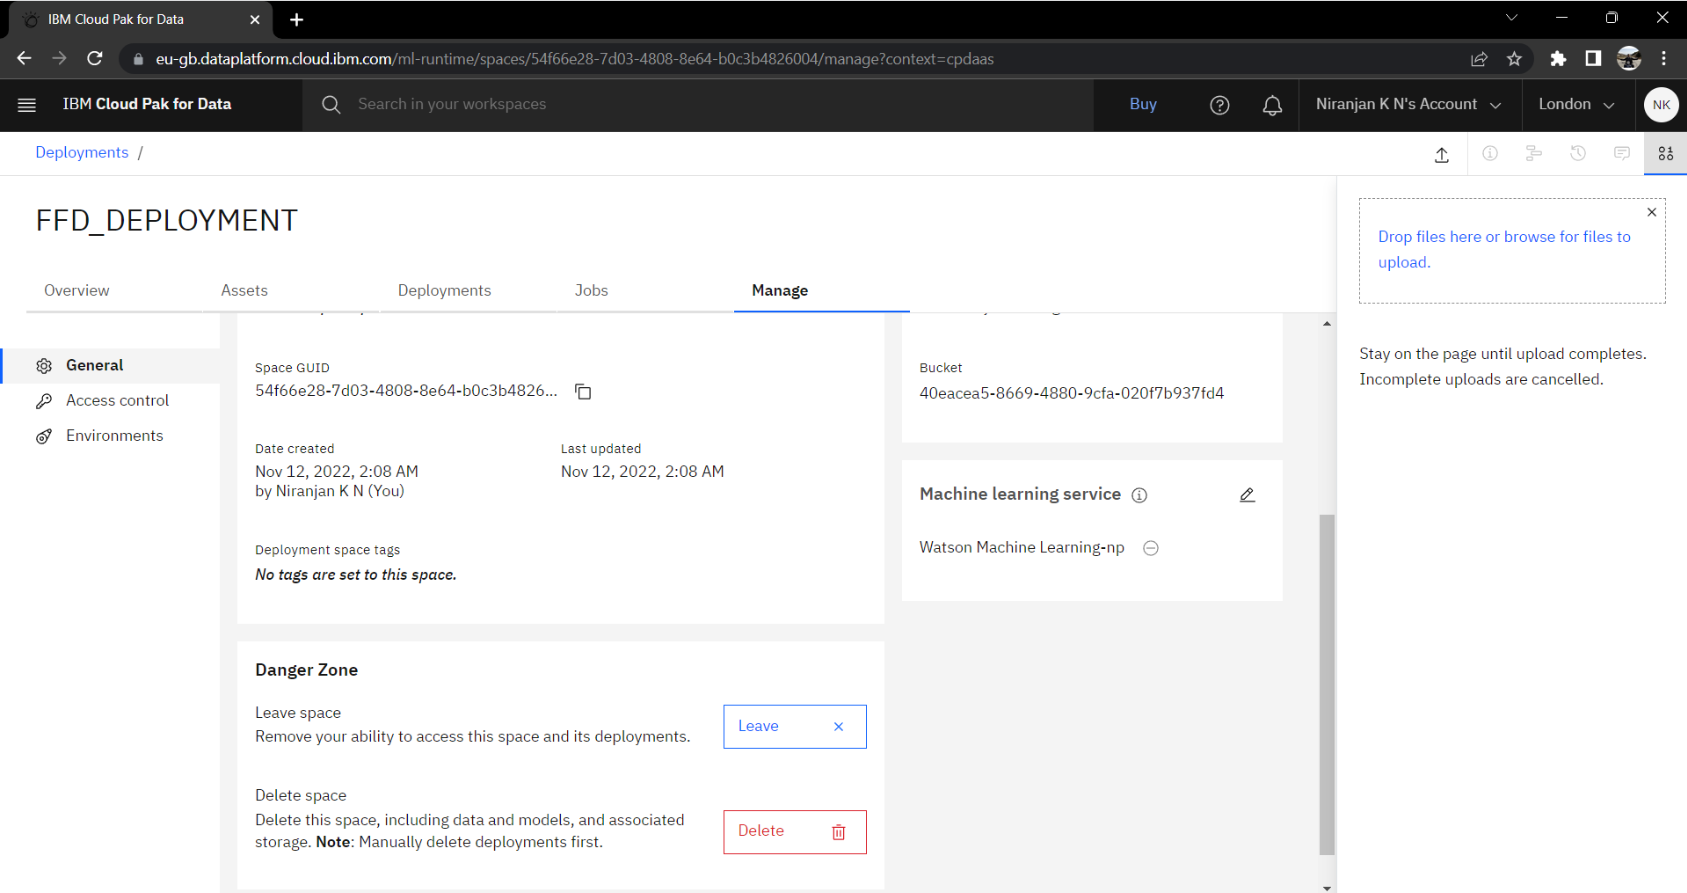 IBM Cloud Pak for Data
eu-gb.dataplatform.cloud.ibm.com/ml-runtime/spaces/54f66e28-7d03-4808-8e64-b0c3b4826004/manage?context=cpdaas
IBM Cloud Pak for Data
Search in your workspaces
Buy
Niranjan K N's Account
London
NK
Deployments /
FFD_DEPLOYMENT
Overview
Assets
Deployments
Jobs
Manage
General
Access control
Environments
Space GUID
54f66e28-7d03-4808-8e64-b0c3b4826...
Date created
Nov 12, 2022, 2:08 AM
by Niranjan K N (You)
Last updated
Nov 12, 2022, 2:08 AM
Deployment space tags
No tags are set to this space.
Danger Zone
Leave space
Remove your ability to access this space and its deployments.
Leave
Delete space
Delete this space, including data and models, and associated
storage. Note: Manually delete deployments first.
Delete
Bucket
40eacea5-8669-4880-9cfa-020f7b937fd4
Machine learning service
Watson Machine Learning-np
Drop files here or browse for files to
upload.
Stay on the page until upload completes.
Incomplete uploads are cancelled.